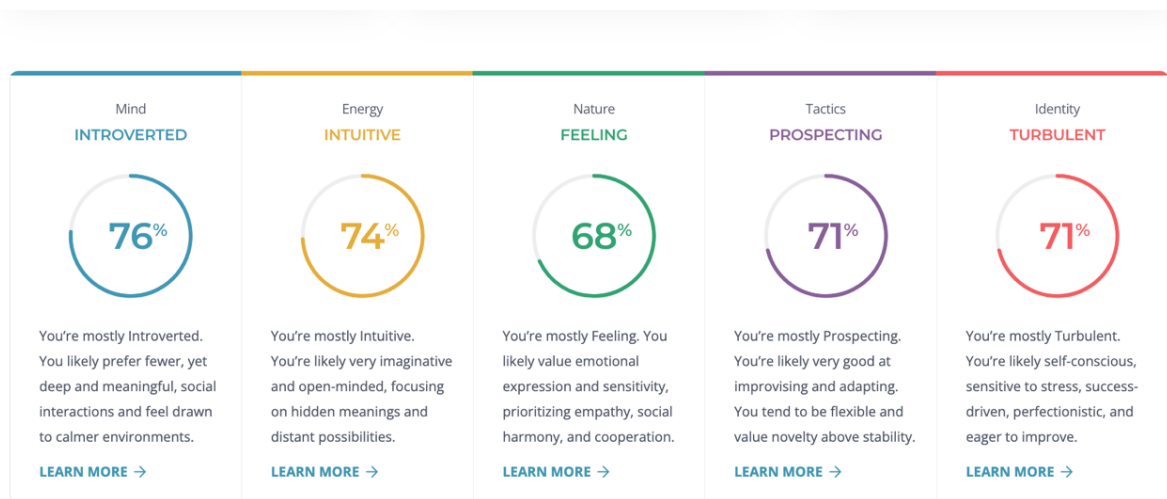 Mind
INTROVERTED
76%
You're mostly Introverted.
You likely prefer fewer, yet
deep and meaningful, social
interactions and feel drawn
to calmer environments.
LEARN MORE →
Energy
INTUITIVE
74%
You're mostly Intuitive.
You're likely very imaginative
and open-minded, focusing
on hidden meanings and
distant possibilities.
LEARN MORE →
Nature
FEELING
68%
You're mostly Feeling. You
likely value emotional
expression and sensitivity,
prioritizing empathy, social
harmony, and cooperation.
LEARN MORE →
Tactics
PROSPECTING
71%
You're mostly Prospecting.
You're likely very good at
improvising and adapting.
You tend to be flexible and
value novelty above stability.
LEARN MORE →
Identity
TURBULENT
71%
You're mostly Turbulent.
You're likely self-conscious,
sensitive to stress, success-
driven, perfectionistic, and
eager to improve.
LEARN MORE →